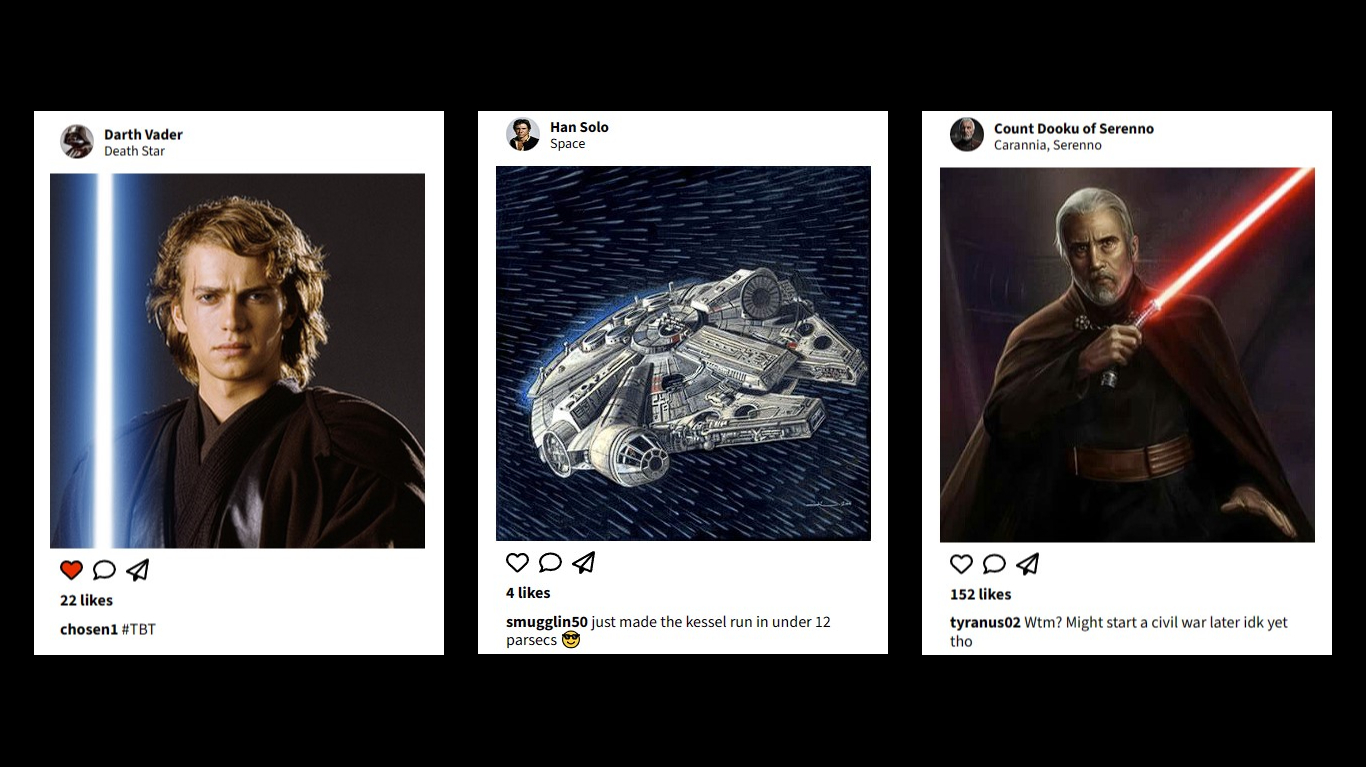 Darth Vader
Death Star
22 likes
chosen1 #TBT
Han Solo
Space
4 likes
smugglin50 just made the kessel run in under 12
parsecs 😎
Count Dooku of Serenno
Carannia, Serenno
152 likes
tyranus02 Wtm? Might start a civil war later idk yet
tho